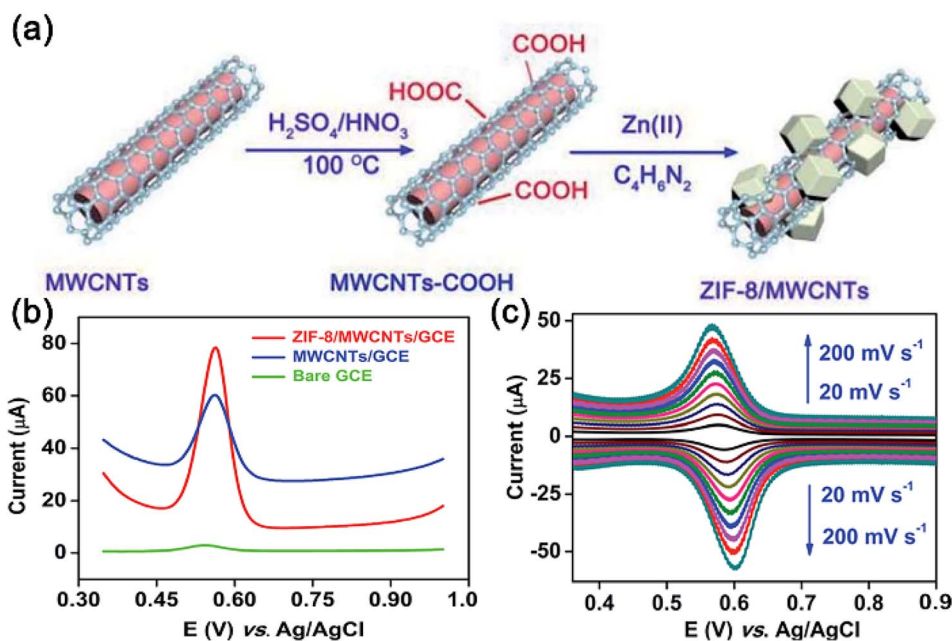 (a)
COOH
HOOC
H₂SO₄/HNO₃
100 °C
Zn(II)
C₄H₆N₂
COOH
MWCNTs
MWCNTs-COOH
ZIF-8/MWCNTs
(b)
80
60
40
20
0
Current (μA)
ZIF-8/MWCNTs/GCE
MWCNTs/GCE
Bare GCE
0.30 0.45 0.60 0.75 0.90 1.0
E (V) vs. Ag/AgCl
(c)
50
25
0
-25
-50
Current (μA)
200 mV s⁻¹
20 mV s⁻¹
20 mV s⁻¹
200 mV s⁻¹
0.4 0.5 0.6 0.7 0.8 0.9
E (V) vs. Ag/AgCl